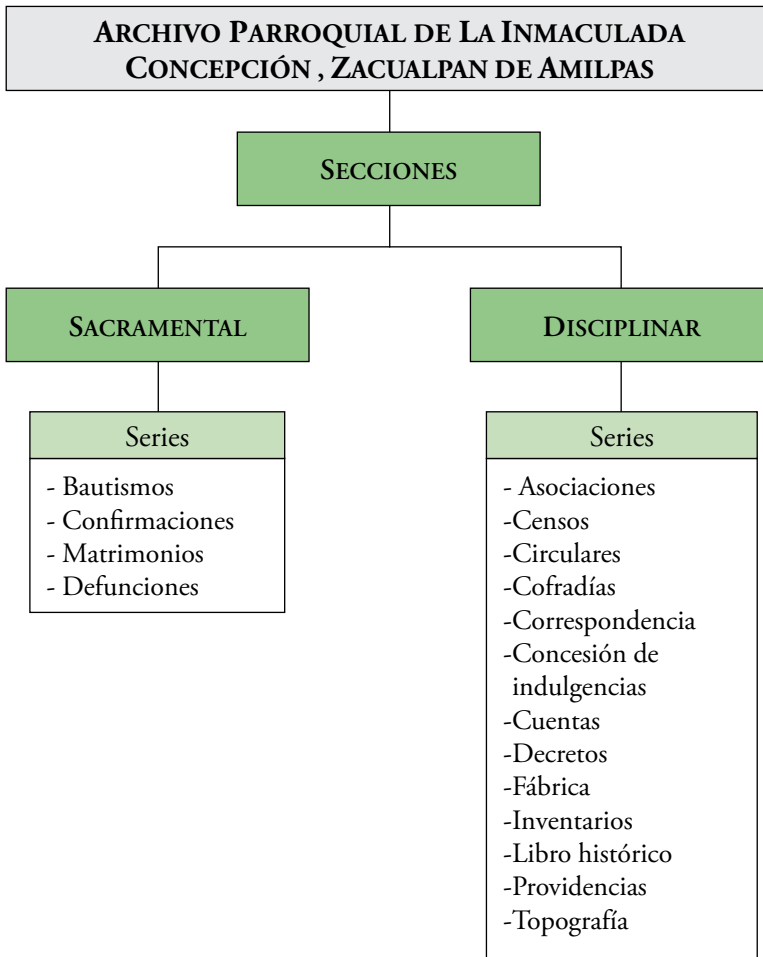 ARCHIVO PARROQUIAL DE LA INMACULADA
CONCEPCIÓN , ZACUALPAN DE AMILPAS
SECCIONES
SACRAMENTAL
Series
- Bautismos
- Confirmaciones
- Matrimonios
- Defunciones
DISCIPLINAR
Series
- Asociaciones
-Censos
-Circulares
-Cofradías
-Correspondencia
-Concesión de
indulgencias
-Cuentas
-Decretos
-Fábrica
-Inventarios
-Libro histórico
-Providencias
-Topografía